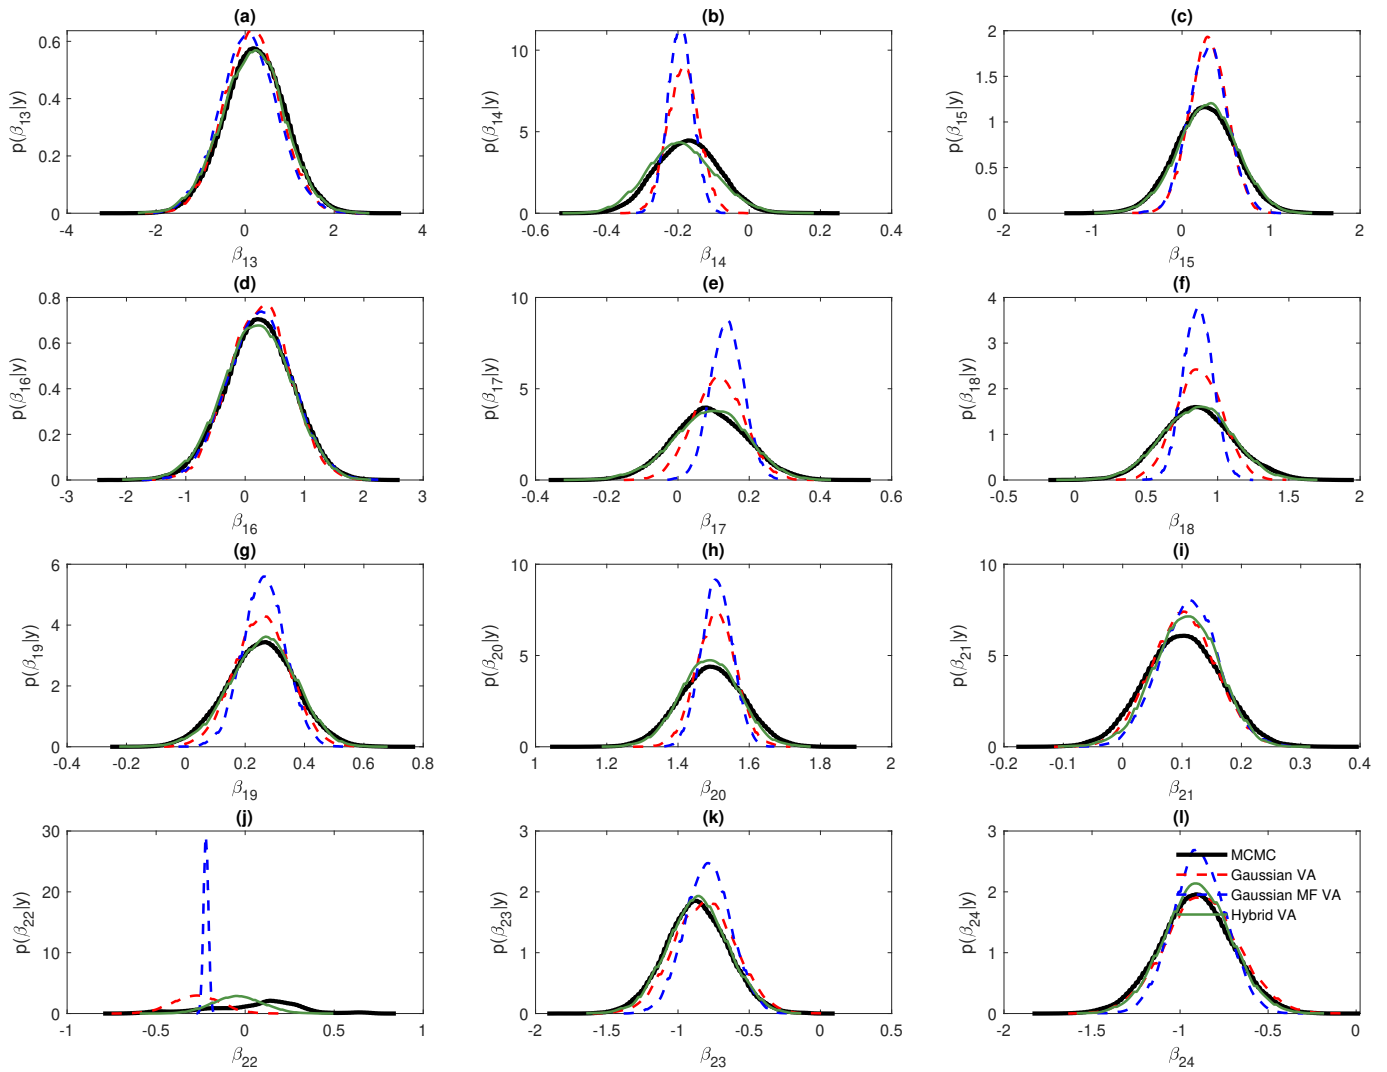 (a)
0.6
0.4
0.2
0
-4
-2
0
2
4
p(β13|y)
β13
(b)
10
5
0
-0.6
-0.4
-0.2
0
0.2
0.4
p(β14|y)
β14
(c)
2
1.5
1
0.5
0
-2
-1
0
1
2
p(β15|y)
β15
(d)
0.8
0.6
0.4
0.2
0
-3
-2
-1
0
1
2
3
p(β16|y)
β16
(e)
10
5
0
-0.4
-0.2
0
0.2
0.4
0.6
p(β17|y)
β17
(f)
4
3
2
1
0
-0.5
0
0.5
1
1.5
2
p(β18|y)
β18
(g)
6
4
2
0
-0.4
-0.2
0
0.2
0.4
0.6
0.8
p(β19|y)
β19
(h)
10
5
0
1
1.2
1.4
1.6
1.8
2
p(β20|y)
β20
(i)
10
5
0
-0.2
-0.1
0
0.1
0.2
0.3
0.4
p(β21|y)
β21
(j)
30
20
10
0
-1
-0.5
0
0.5
1
p(β22|y)
β22
(k)
3
2
1
0
-2
-1.5
-1
-0.5
0
0.5
p(β23|y)
β23
(l)
3
2
1
0
-2
-1.5
-1
-0.5
0
p(β24|y)
β24
MCMC
Gaussian VA
Gaussian MF VA
Hybrid VA